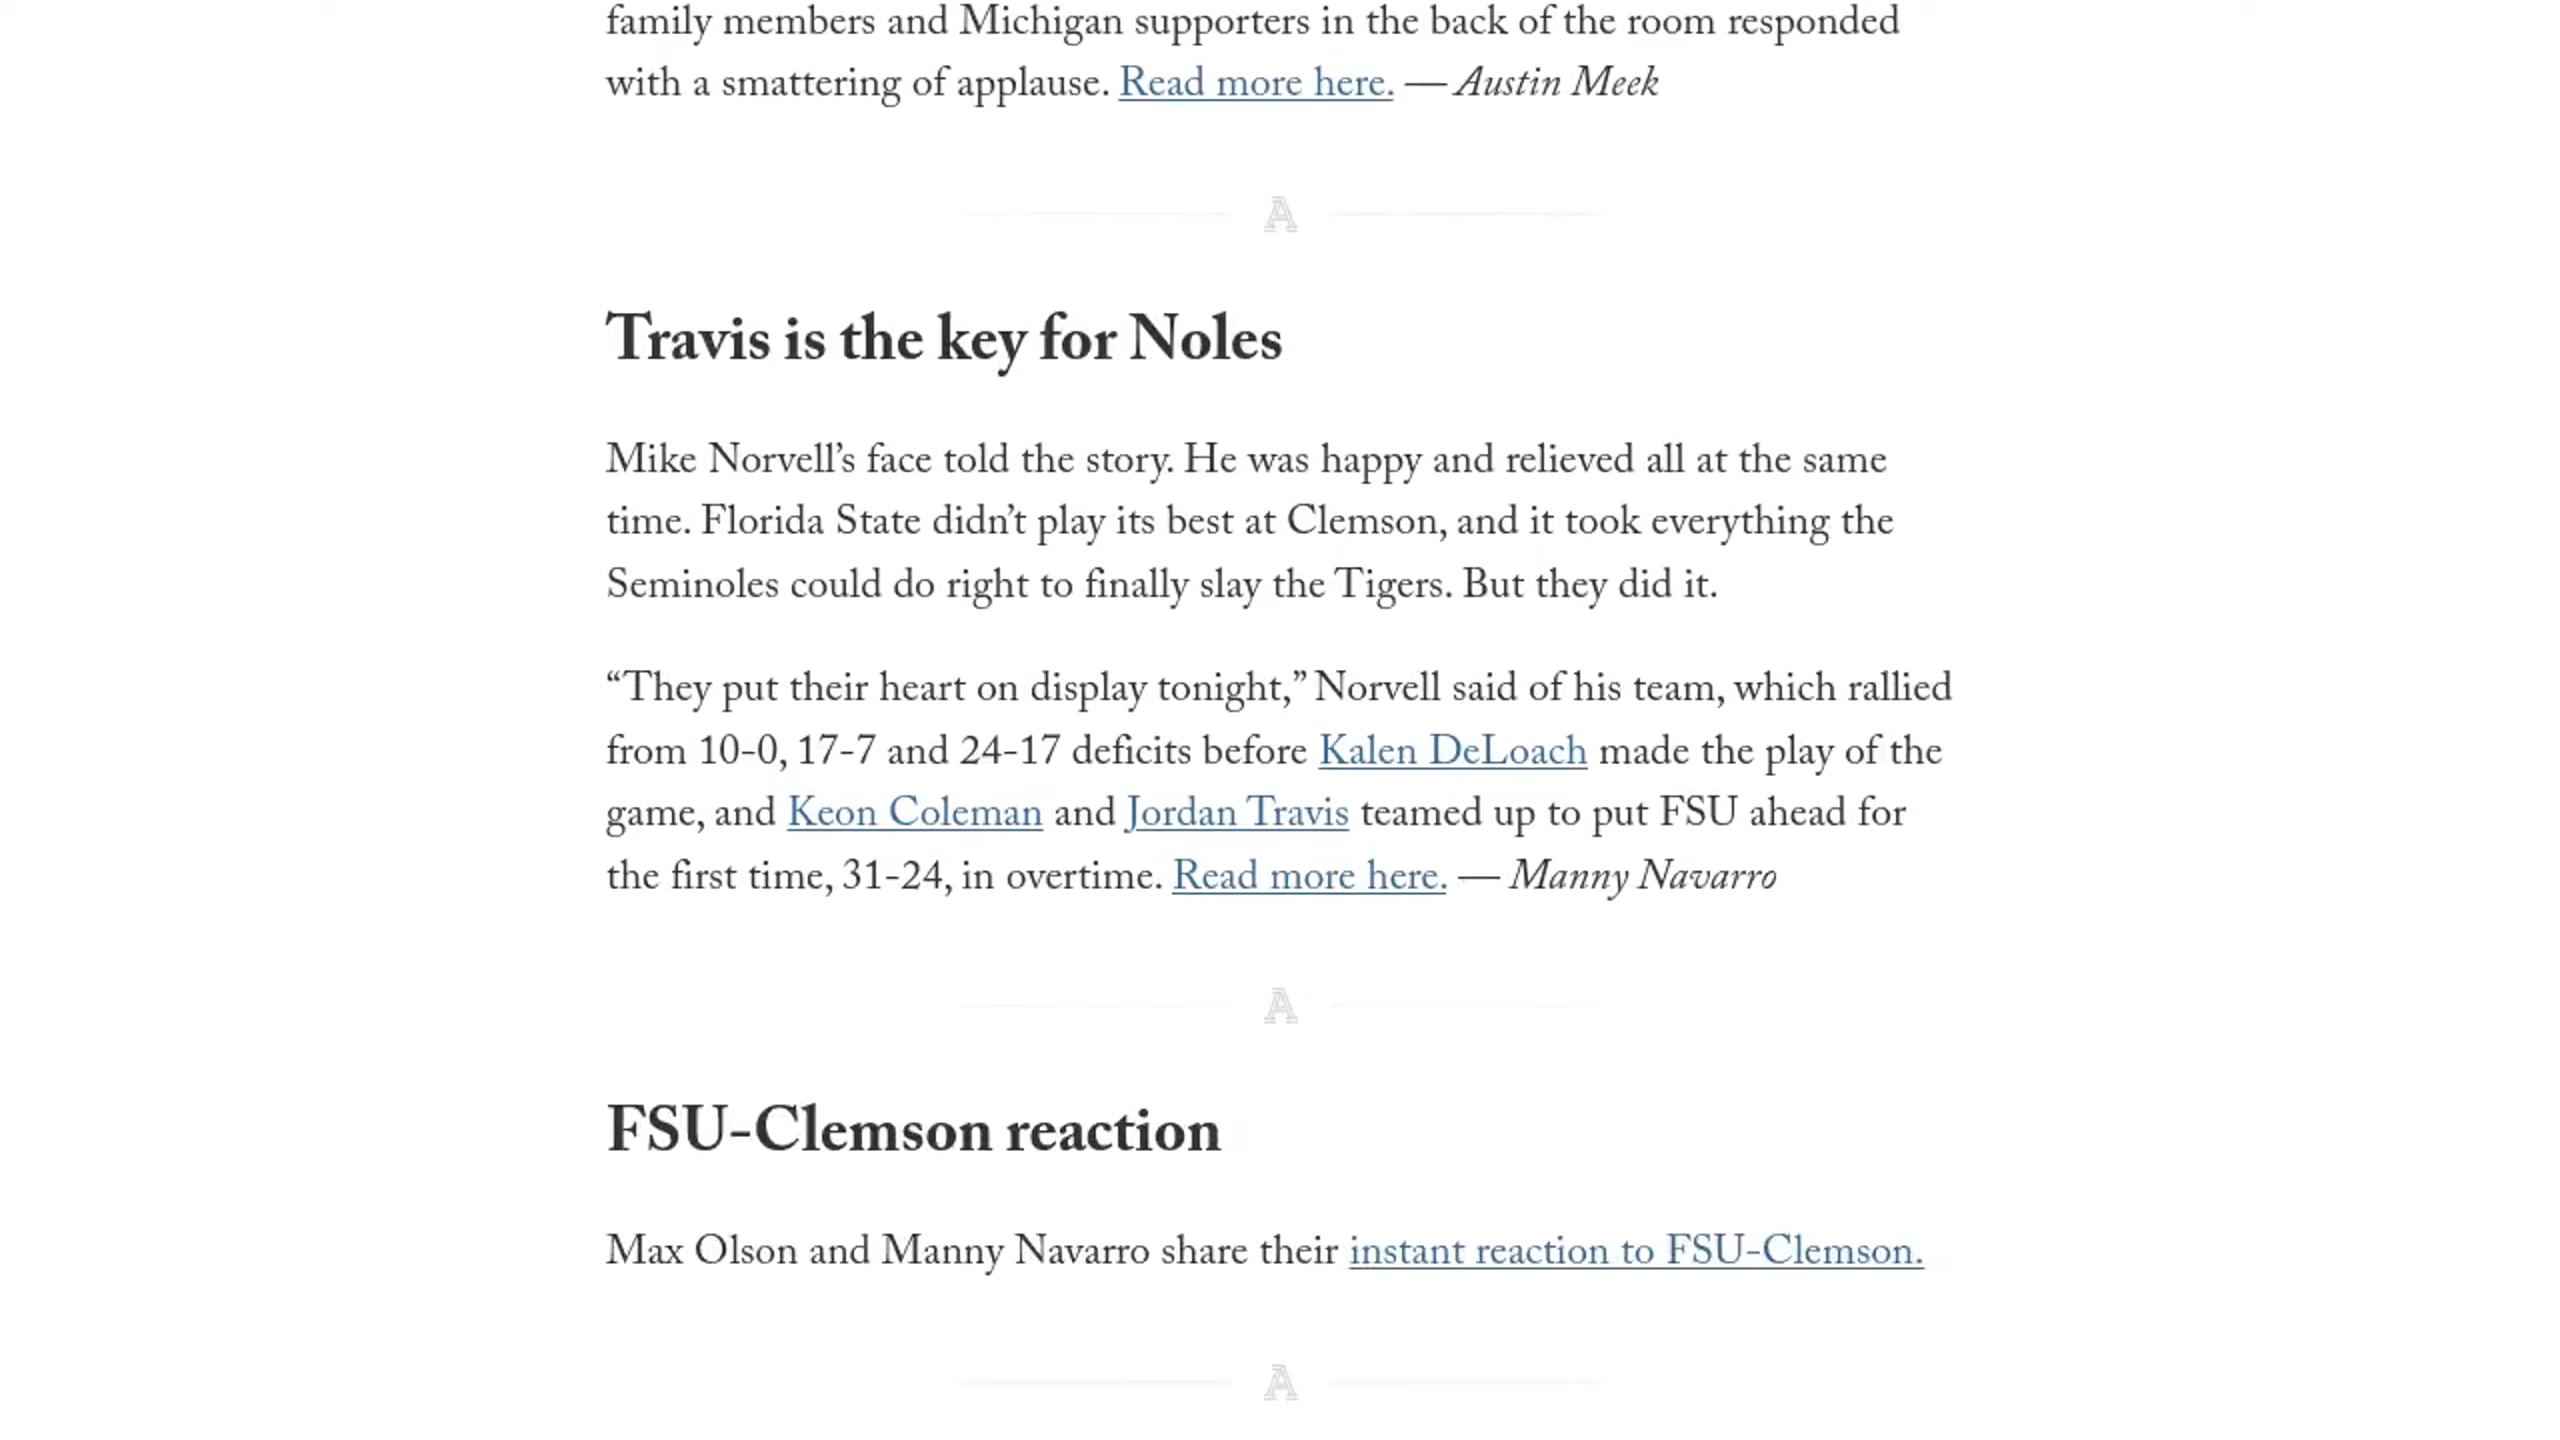 family members and Michigan supporters in the back of the room responded
with a smattering of applause. Read more here. — Austin Meek
A
Travis is the key for Noles
Mike Norvell’s face told the story. He was happy and relieved all at the same
time. Florida State didn’t play its best at Clemson, and it took everything the
Seminoles could do right to finally slay the Tigers. But they did it.
“They put their heart on display tonight,” Norvell said of his team, which rallied
from 10-0, 17-7 and 24-17 deficits before Kalen DeLoach made the play of the
game, and Keon Coleman and Jordan Travis teamed up to put FSU ahead for
the first time, 31-24, in overtime. Read more here. — Manny Navarro
A
FSU-Clemson reaction
Max Olson and Manny Navarro share their instant reaction to FSU-Clemson.
A